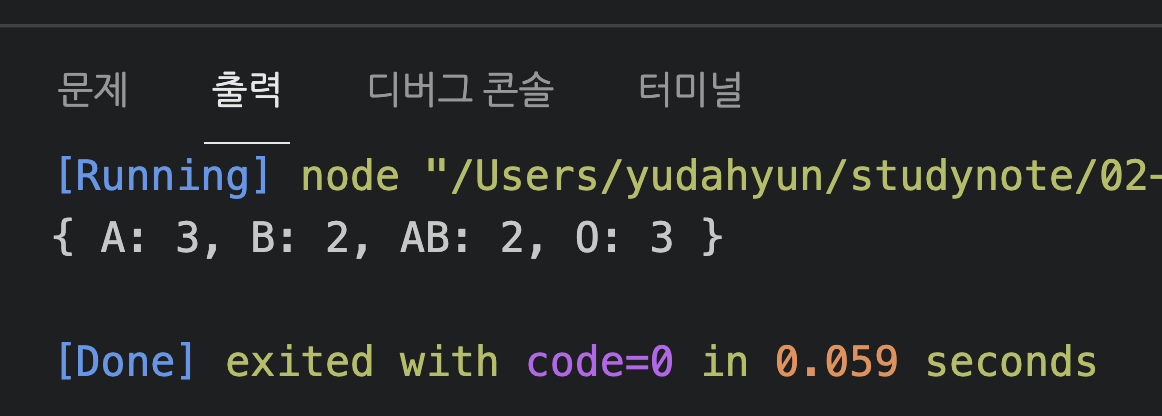 문제 출력 디버그 콘솔 터미널
[Running] node "/Users/yudahyun/studynote/02-
{ A: 3, B: 2, AB: 2, O: 3 }
[Done] exited with code=0 in 0.059 seconds